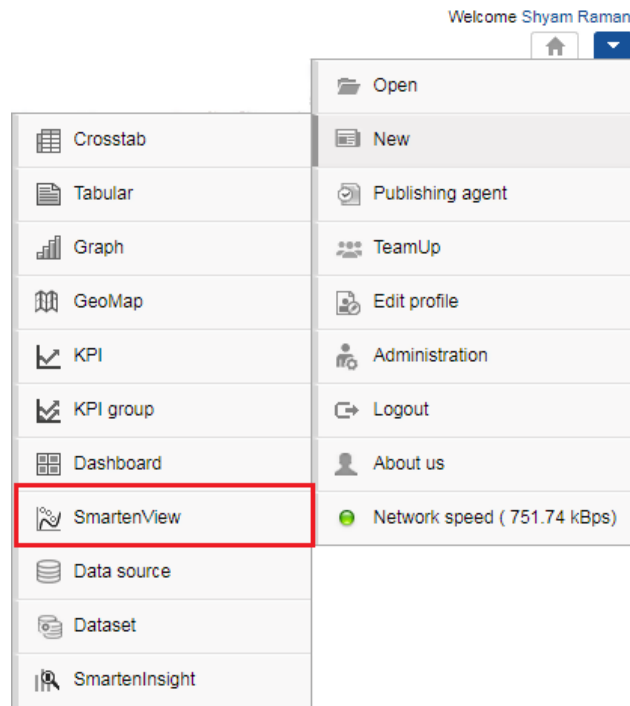 Welcome Shyam Raman
Open
New
Publishing agent
TeamUp
Edit profile
Administration
Logout
About us
Network speed ( 751.74 kBps)
Crosstab
Tabular
Graph
GeoMap
KPI
KPI group
Dashboard
SmartenView
Data source
Dataset
SmartenInsight